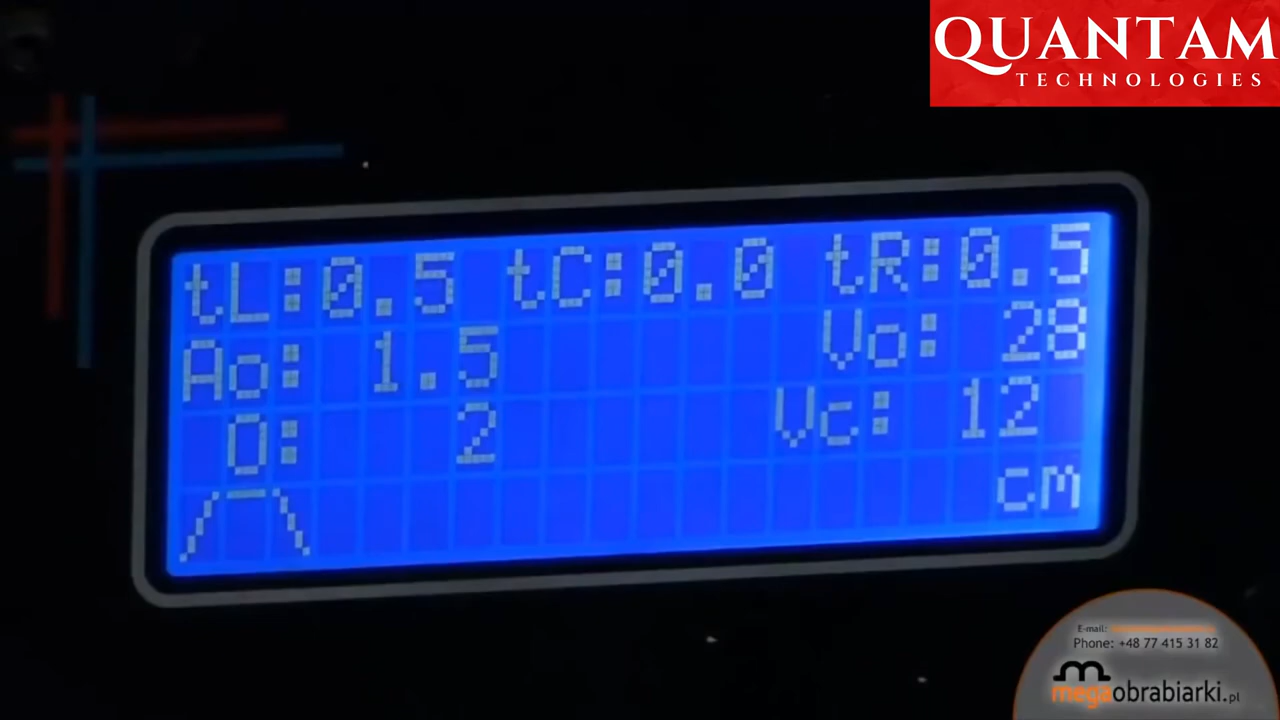 QUANTAM
TECHNOLOGIES
tL:0.5 tC:0.0 tR:0.5
Ao: 1.5 Vo: 28
O: 2 Vc: 12
cm
E-mail:
Phone: +48 77 415 31 82
megaobrabiarki.pl